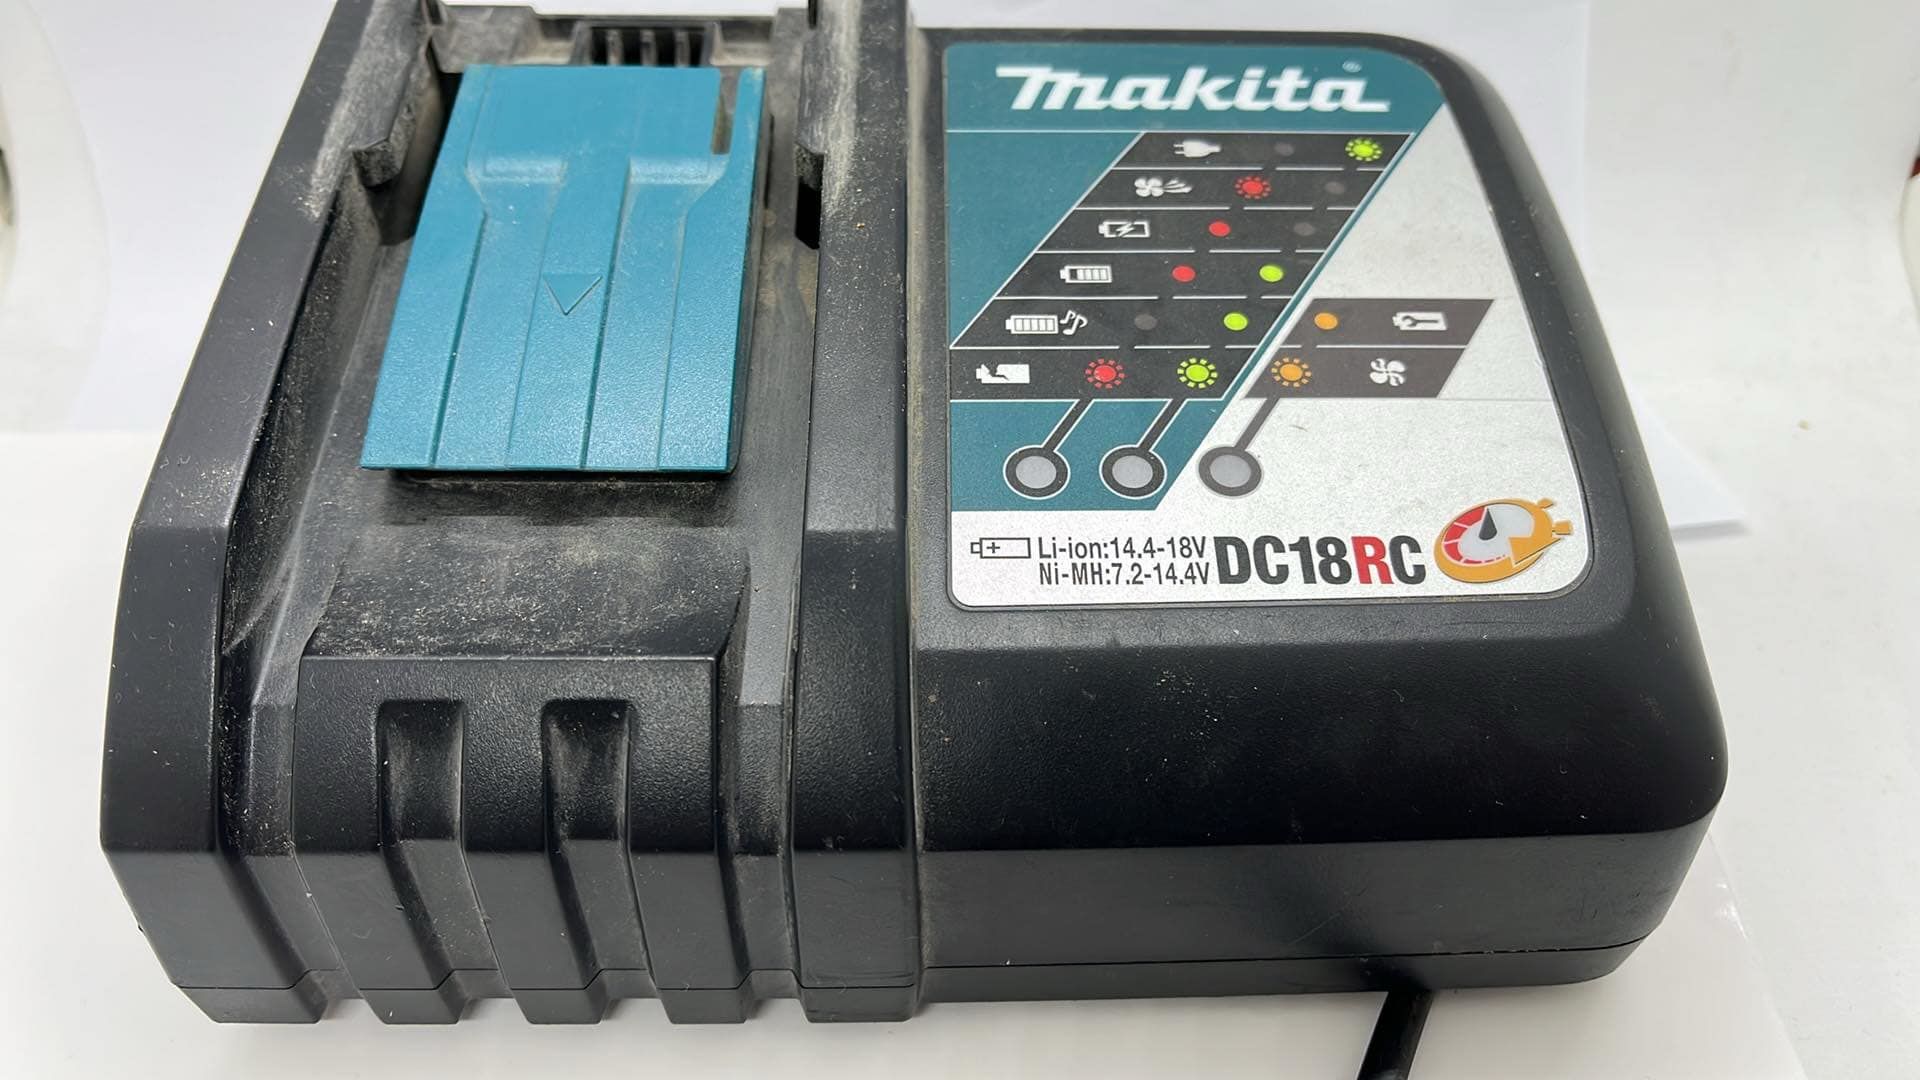 makita®
Li-ion:14.4-18V
Ni-MH:7.2-14.4V
DC18RC